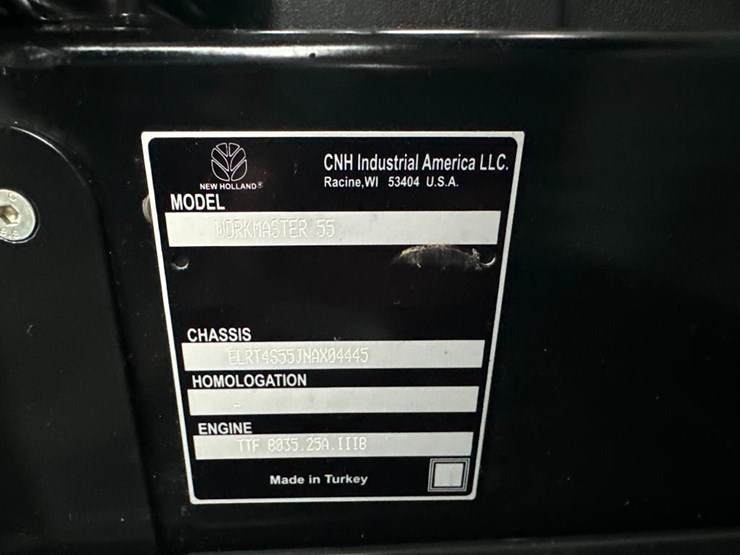 NEW HOLLAND®
CNH Industrial America LLC.
Racine,WI 53404 U.S.A.
MODEL
WORKMASTER 55
CHASSIS
ELRT4S55JNAX04445
HOMOLOGATION
-
ENGINE
TTF 8035.25A.IIIB
Made in Turkey